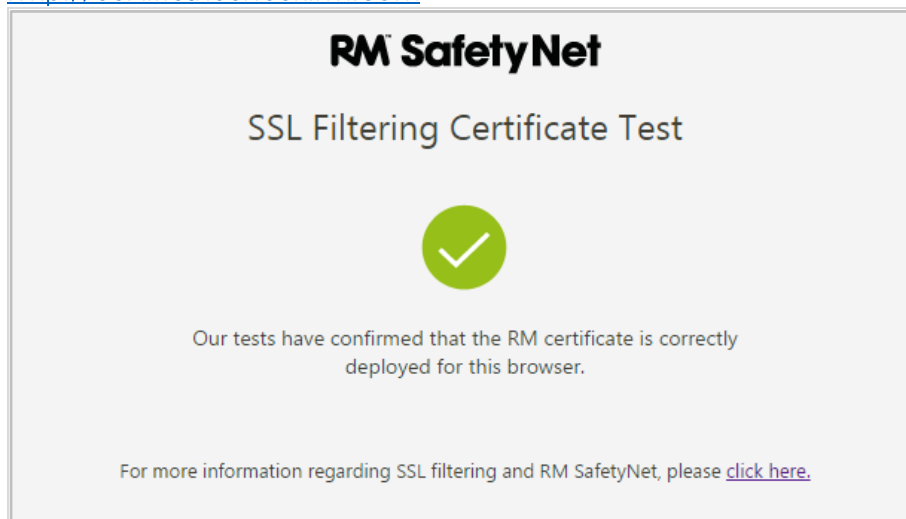 RM™ SafetyNet
SSL Filtering Certificate Test
Our tests have confirmed that the RM certificate is correctly
deployed for this browser.
For more information regarding SSL filtering and RM SafetyNet, please click here.